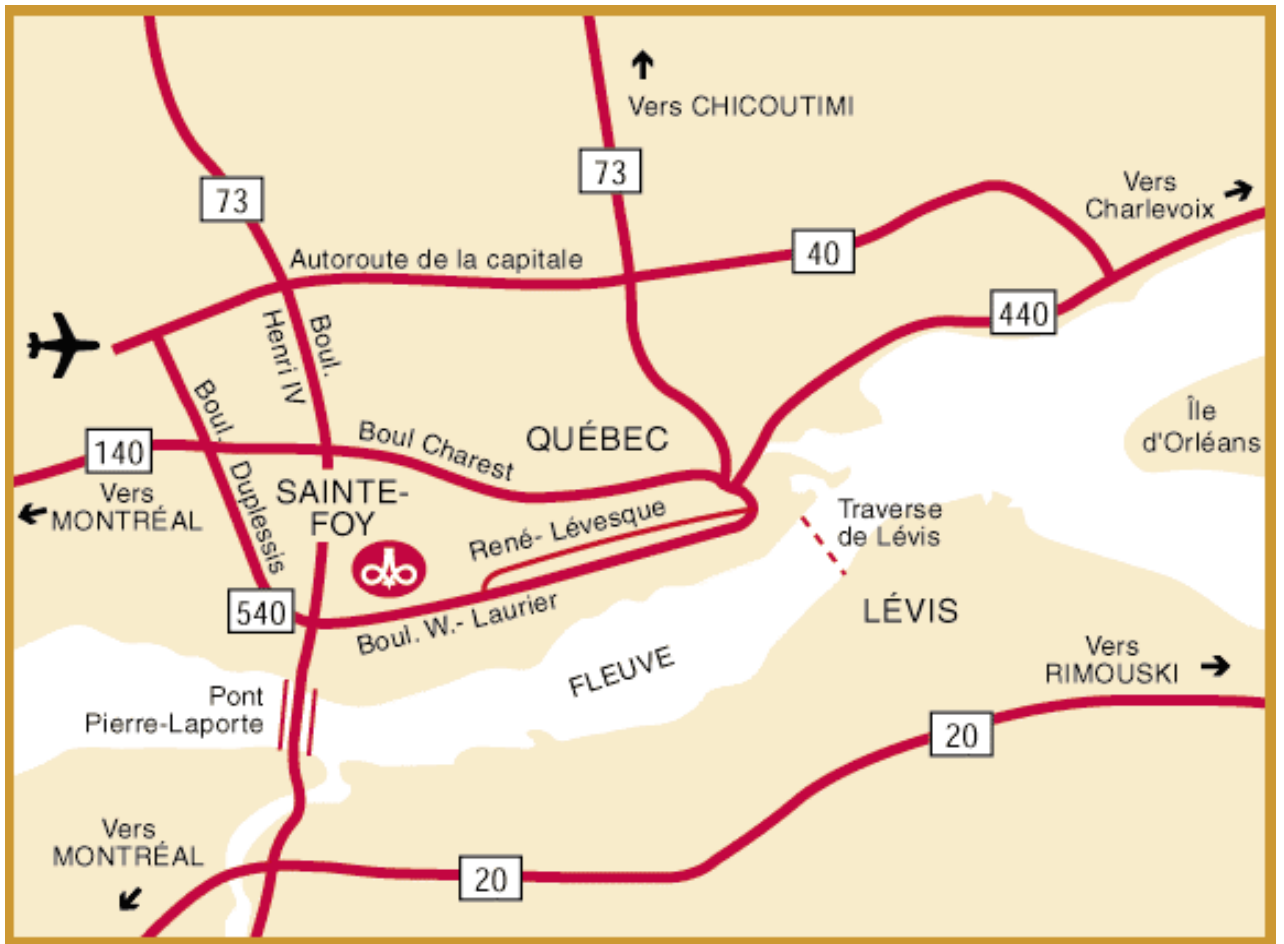 Vers CHICOUTIMI
73
73
Vers
Charlevoix
Autoroute de la capitale
40
440
Boul.
Henri IV
Boul.
Duplessis
140
Vers
MONTRÉAL
Boul Charest
QUÉBEC
Île
d'Orléans
SAINTE-
FOY
René- Lévesque
Traverse
de Lévis
540
Boul. W.- Laurier
LÉVIS
FLEUVE
Vers
RIMOUSKI
Pont
Pierre-Laporte
20
Vers
MONTRÉAL
20